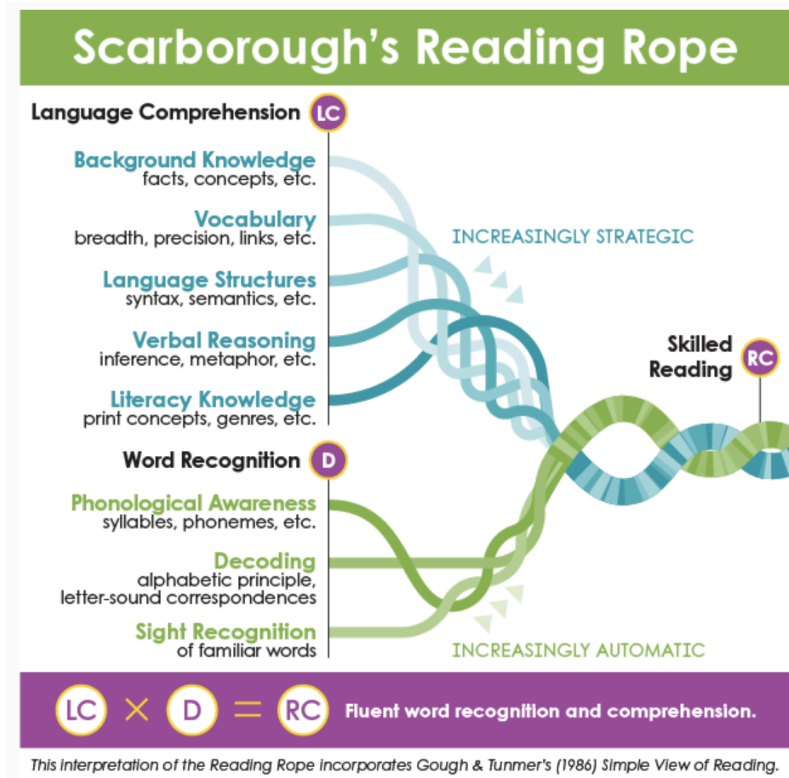 Scarborough's Reading Rope
Language Comprehension LC
Background Knowledge
facts, concepts, etc.
Vocabulary
breadth, precision, links, etc.
INCREASINGLY STRATEGIC
Language Structures
syntax, semantics, etc.
Verbal Reasoning
inference, metaphor, etc.
Skilled
Reading
RC
Literacy Knowledge
print concepts, genres, etc.
Word Recognition D
Phonological Awareness
syllables, phonemes, etc.
Decoding
alphabetic principle,
letter-sound correspondences
Sight Recognition
of familiar words
INCREASINGLY AUTOMATIC
LC × D = RC Fluent word recognition and comprehension.
This interpretation of the Reading Rope incorporates Gough & Tunmer's (1986) Simple View of Reading.